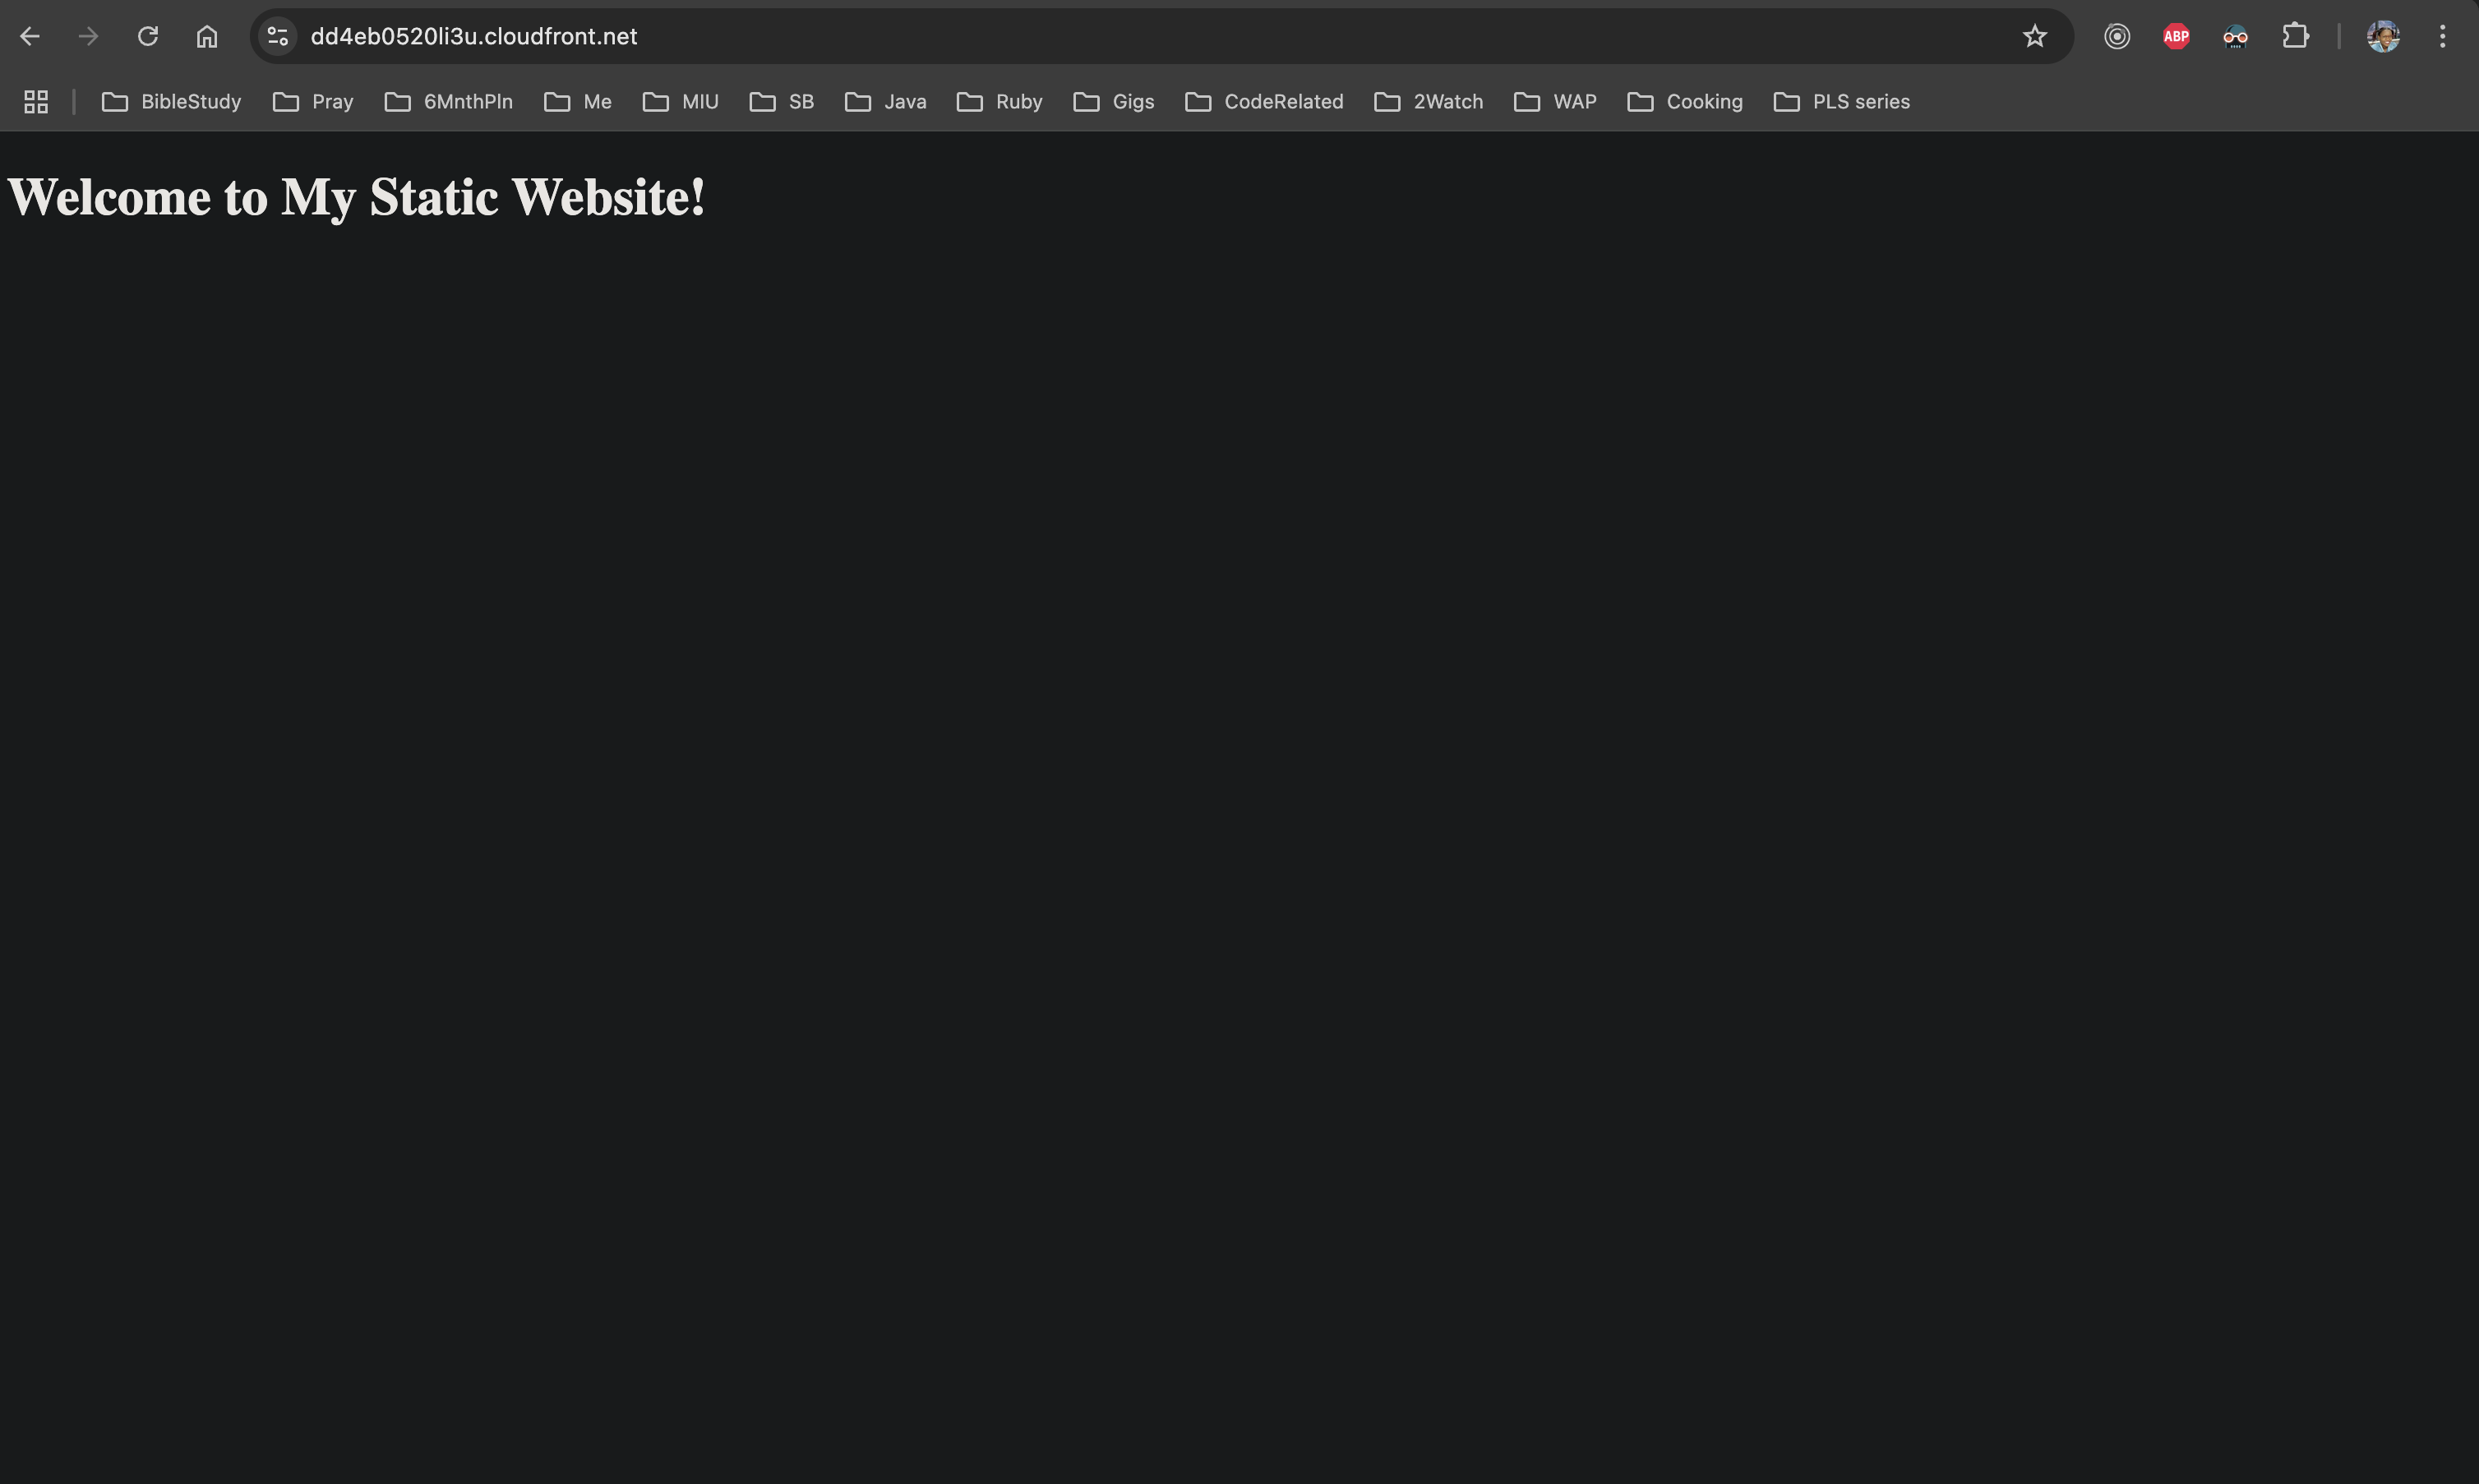 dd4eb0520li3u.cloudfront.net
ABP
BibleStudy Pray 6MnthPln Me MIU SB Java Ruby Gigs CodeRelated 2Watch WAP Cooking PLS series
Welcome to My Static Website!